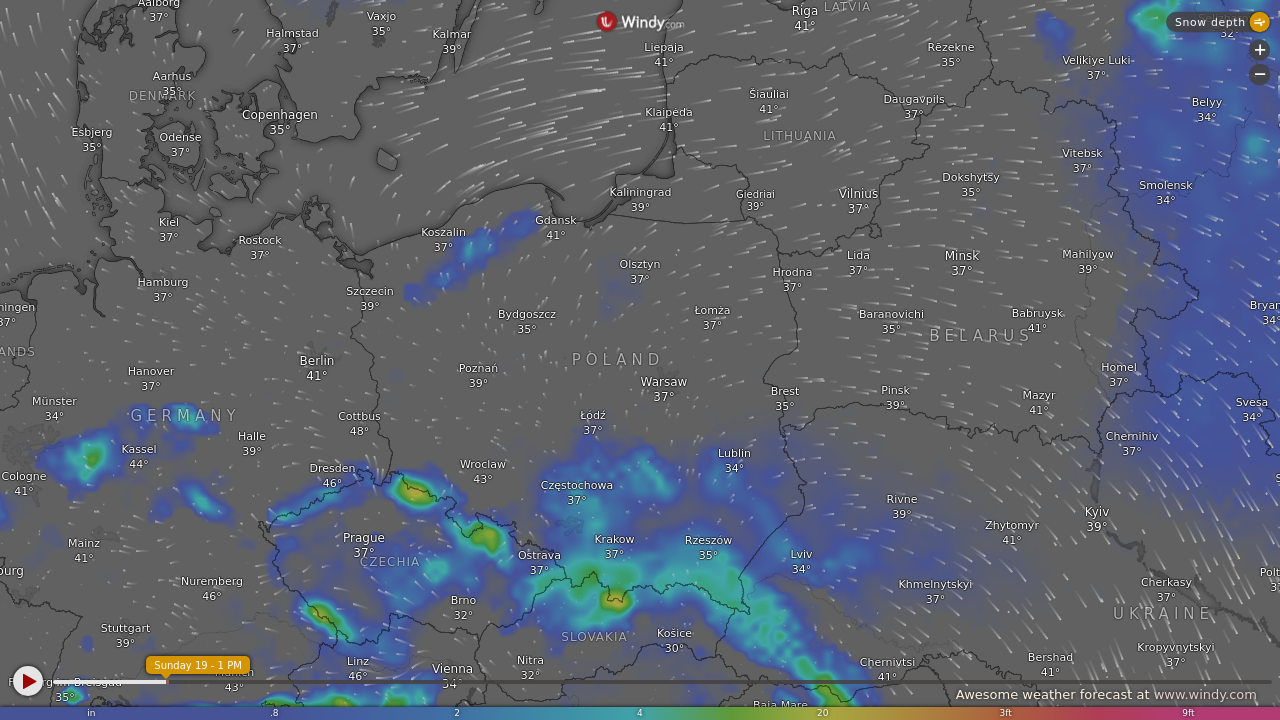 Aalborg
37°
Vaxjo
35°
Halmstad
37°
Kalmar
39°
Windy.com
Riga
41°
LATVIA
Snow depth
32°
+
−
Liepaja
41°
Rēzekne
35°
Velikiye Luki
37°
Aarhus
35°
DENMARK
Copenhagen
35°
Šiauliai
41°
Daugavpils
37°
Belyy
34°
Klaipėda
41°
Esbjerg
35°
Odense
37°
LITHUANIA
Vitebsk
37°
Dokshytsy
35°
Smolensk
34°
Kaliningrad
39°
Giedriai
39°
Vilnius
37°
Kiel
37°
Rostock
37°
Koszalin
37°
Gdansk
41°
Lida
37°
Minsk
37°
Mahilyow
39°
Olsztyn
37°
Hrodna
37°
Hamburg
37°
Szczecin
39°
ningen
37°
Bydgoszcz
35°
Łomża
37°
Baranovichi
35°
Babruysk
41°
Bryan
34°
BELARUS
ANDS
POLAND
Berlin
41°
Hanover
37°
Poznań
39°
Warsaw
37°
Homel
37°
Brest
35°
Pinsk
39°
Mazyr
41°
Münster
34°
GERMANY
Cottbus
48°
Łódź
37°
Svesa
34°
Halle
39°
Kassel
44°
Chernihiv
37°
Lublin
34°
Cologne
41°
Dresden
46°
Wroclaw
43°
Częstochowa
37°
Rivne
39°
Kyiv
39°
Zhytomyr
41°
Mainz
41°
Prague
37°
CZECHIA
Krakow
37°
Rzeszów
35°
Ostrava
37°
Lviv
34°
burg
Nuremberg
46°
Khmelnytskyi
37°
Cherkasy
37°
Polt
Brno
32°
UKRAINE
Stuttgart
39°
SLOVAKIA
Košice
30°
Kropyvnytskyi
37°
Linz
46°
Nitra
32°
Vienna
34°
Chernivtsi
41°
Bershad
41°
Sunday 19 - 1 PM
35°
43°
Baia Mare
Awesome weather forecast at www.windy.com
in .8 2 4 20 3ft 9ft